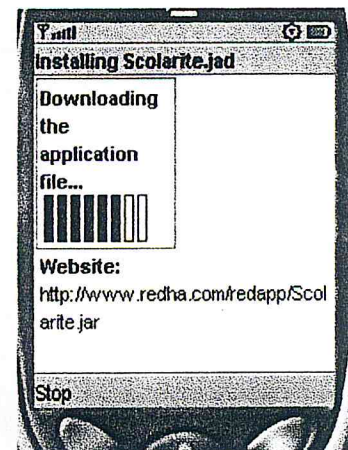 Installing Scolarite.jad
Downloading
the
application
file...
Website:
http://www.redha.com/redapp/Scol
arite.jar
Stop